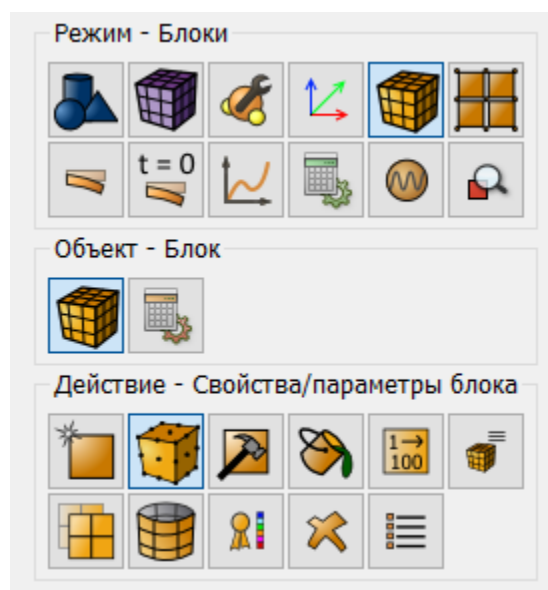 Режим - Блоки
t = 0
Объект - Блок
Действие - Свойства/параметры блока
1→
100